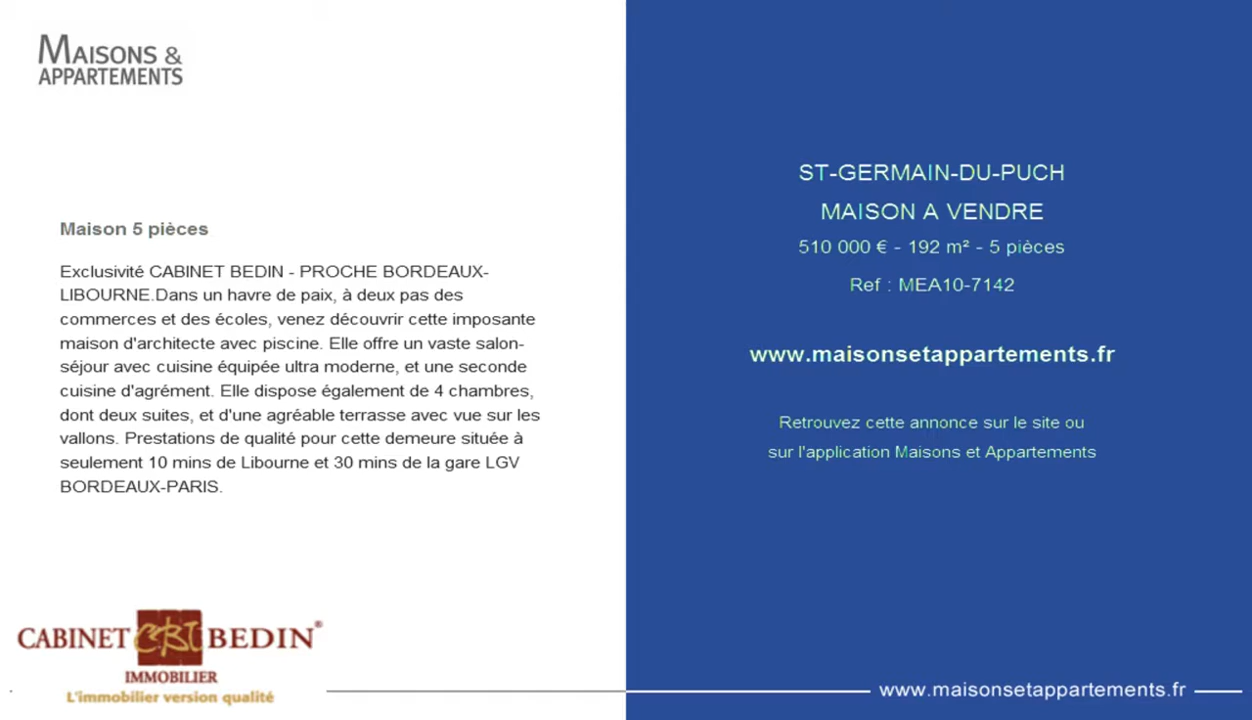 MAISONS &
APPARTEMENTS
Maison 5 pièces
Exclusivité CABINET BEDIN - PROCHE BORDEAUX-
LIBOURNE.Dans un havre de paix, à deux pas des
commerces et des écoles, venez découvrir cette imposante
maison d'architecte avec piscine. Elle offre un vaste salon-
séjour avec cuisine équipée ultra moderne, et une seconde
cuisine d'agrément. Elle dispose également de 4 chambres,
dont deux suites, et d'une agréable terrasse avec vue sur les
vallons. Prestations de qualité pour cette demeure située à
seulement 10 mins de Libourne et 30 mins de la gare LGV
BORDEAUX-PARIS.
CABINET CBI BEDIN®
IMMOBILIER
L'immobilier version qualité
ST-GERMAIN-DU-PUCH
MAISON A VENDRE
510 000 € - 192 m² - 5 pièces
Ref : MEA10-7142
www.maisonsetappartements.fr
Retrouvez cette annonce sur le site ou
sur l'application Maisons et Appartements
www.maisonsetappartements.fr